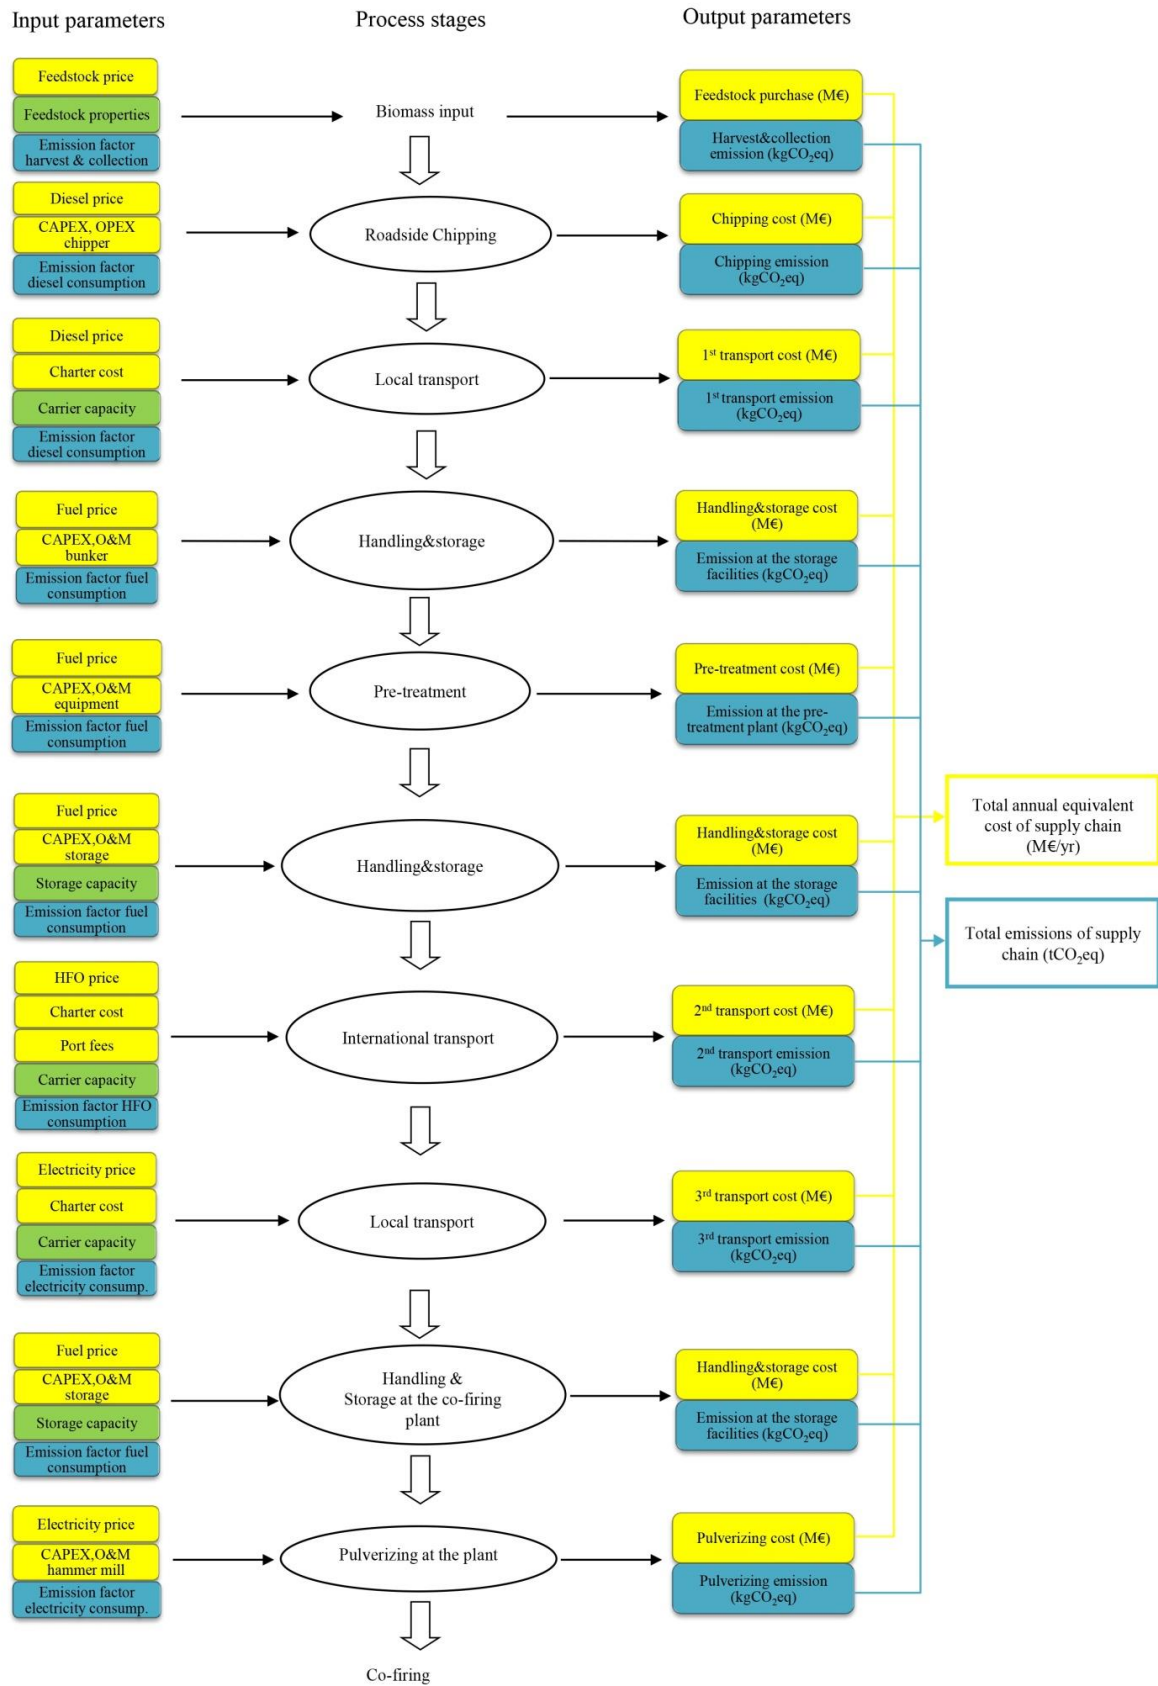 Input parameters
Process stages
Output parameters
Feedstock price
Feedstock properties
Emission factor
harvest & collection
Biomass input
Feedstock purchase (M€)
Harvest&collection
emission (kgCO₂eq)
Diesel price
CAPEX, OPEX
chipper
Emission factor
diesel consumption
Roadside Chipping
Chipping cost (M€)
Chipping emission
(kgCO₂eq)
Diesel price
Charter cost
Carrier capacity
Emission factor
diesel consumption
Local transport
1st transport cost (M€)
1st transport emission
(kgCO₂eq)
Fuel price
CAPEX,O&M
bunker
Emission factor fuel
consumption
Handling&storage
Handling&storage cost
(M€)
Emission at the storage
facilities (kgCO₂eq)
Fuel price
CAPEX,O&M
equipment
Emission factor fuel
consumption
Pre-treatment
Pre-treatment cost (M€)
Emission at the pre-
treatment plant (kgCO₂eq)
Fuel price
CAPEX,O&M
storage
Storage capacity
Emission factor fuel
consumption
Handling&storage
Handling&storage cost
(M€)
Emission at the storage
facilities (kgCO₂eq)
Total annual equivalent
cost of supply chain
(M€/yr)
Total emissions of supply
chain (tCO₂eq)
HFO price
Charter cost
Port fees
Carrier capacity
Emission factor HFO
consumption
International transport
2nd transport cost (M€)
2nd transport emission
(kgCO₂eq)
Electricity price
Charter cost
Carrier capacity
Emission factor
electricity consump.
Local transport
3rd transport cost (M€)
3rd transport emission
(kgCO₂eq)
Fuel price
CAPEX,O&M
storage
Storage capacity
Emission factor fuel
consumption
Handling &
Storage at the co-firing
plant
Handling&storage cost
(M€)
Emission at the storage
facilities (kgCO₂eq)
Electricity price
CAPEX,O&M
hammer mill
Emission factor
electricity consump.
Pulverizing at the plant
Pulverizing cost (M€)
Pulverizing emission
(kgCO₂eq)
Co-firing